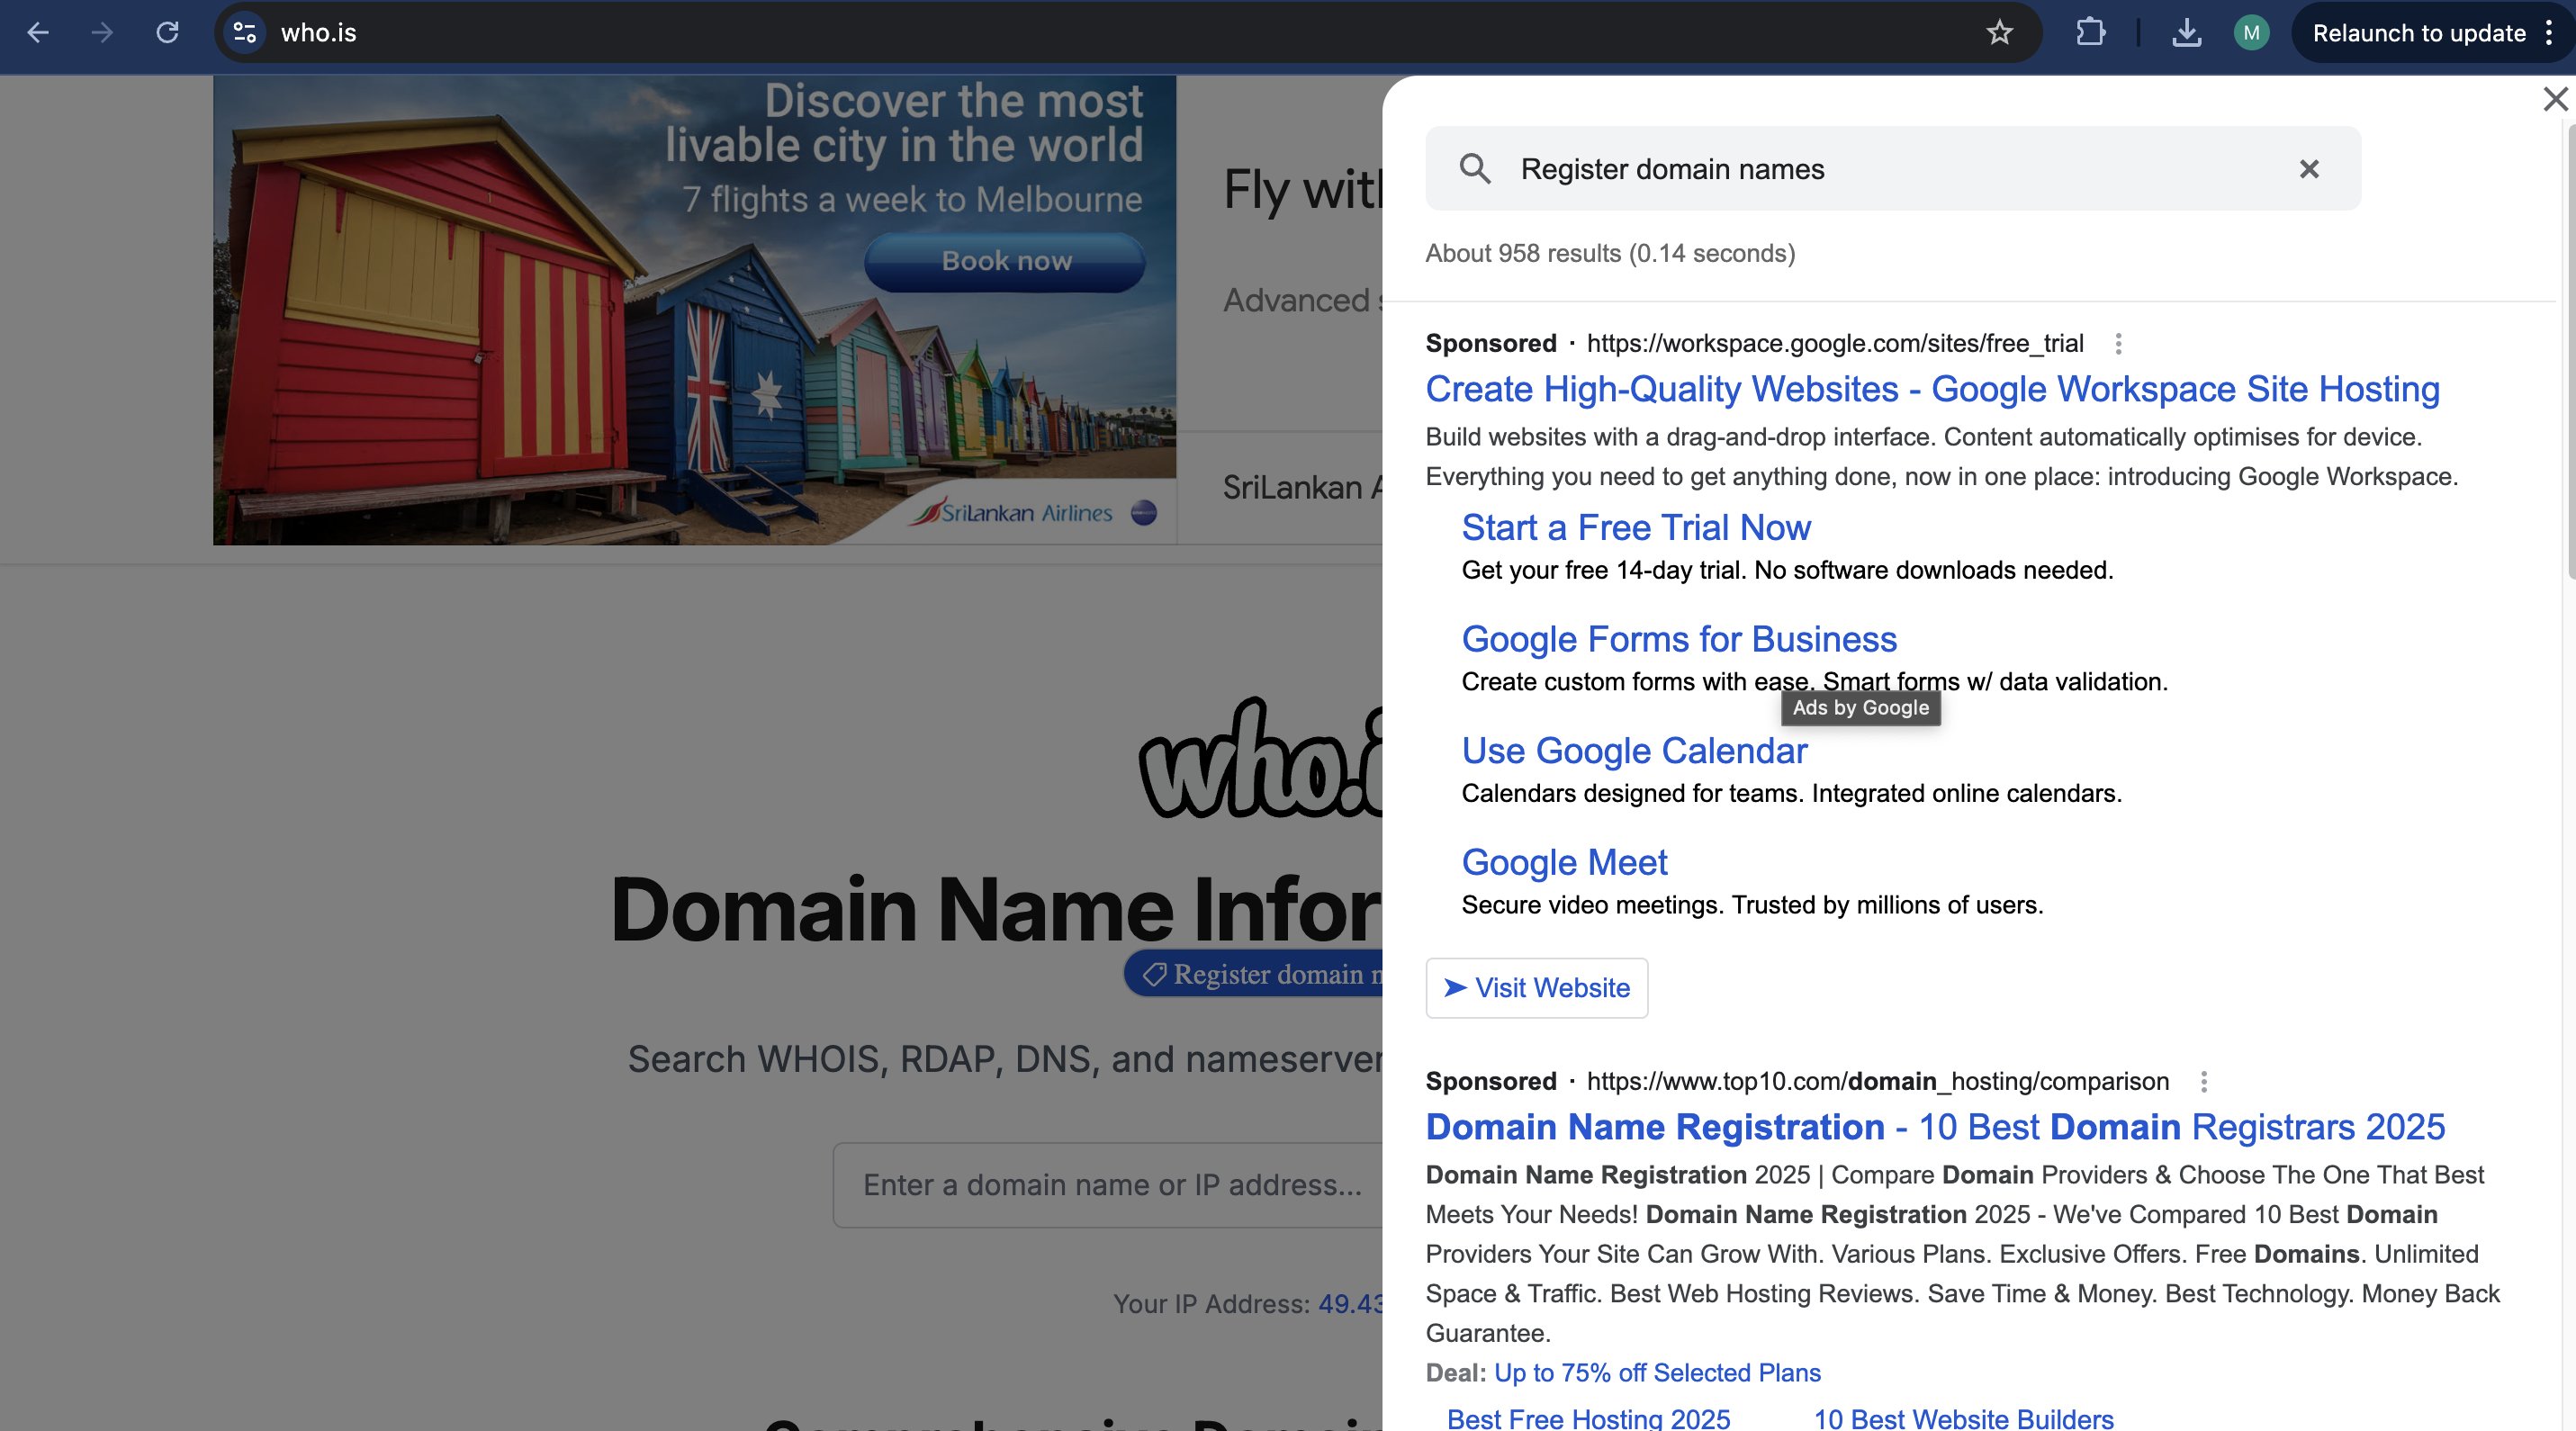 who.is
M
Relaunch to update
Discover the most
livable city in the world
7 flights a week to Melbourne
Book now
SriLankan Airlines
Fly with
Advanced
SriLankan A
who.i
Domain Name Infor
Register domain n
Search WHOIS, RDAP, DNS, and nameserver
Enter a domain name or IP address...
Your IP Address: 49.43
Comprehensive Domain
Register domain names
About 958 results (0.14 seconds)
Sponsored · https://workspace.google.com/sites/free_trial
Create High-Quality Websites - Google Workspace Site Hosting
Build websites with a drag-and-drop interface. Content automatically optimises for device.
Everything you need to get anything done, now in one place: introducing Google Workspace.
Start a Free Trial Now
Get your free 14-day trial. No software downloads needed.
Google Forms for Business
Create custom forms with ease. Smart forms w/ data validation.
Ads by Google
Use Google Calendar
Calendars designed for teams. Integrated online calendars.
Google Meet
Secure video meetings. Trusted by millions of users.
Visit Website
Sponsored · https://www.top10.com/domain_hosting/comparison
Domain Name Registration - 10 Best Domain Registrars 2025
Domain Name Registration 2025 | Compare Domain Providers & Choose The One That Best
Meets Your Needs! Domain Name Registration 2025 - We've Compared 10 Best Domain
Providers Your Site Can Grow With. Various Plans. Exclusive Offers. Free Domains. Unlimited
Space & Traffic. Best Web Hosting Reviews. Save Time & Money. Best Technology. Money Back
Guarantee.
Deal: Up to 75% off Selected Plans
Best Free Hosting 2025 10 Best Website Builders